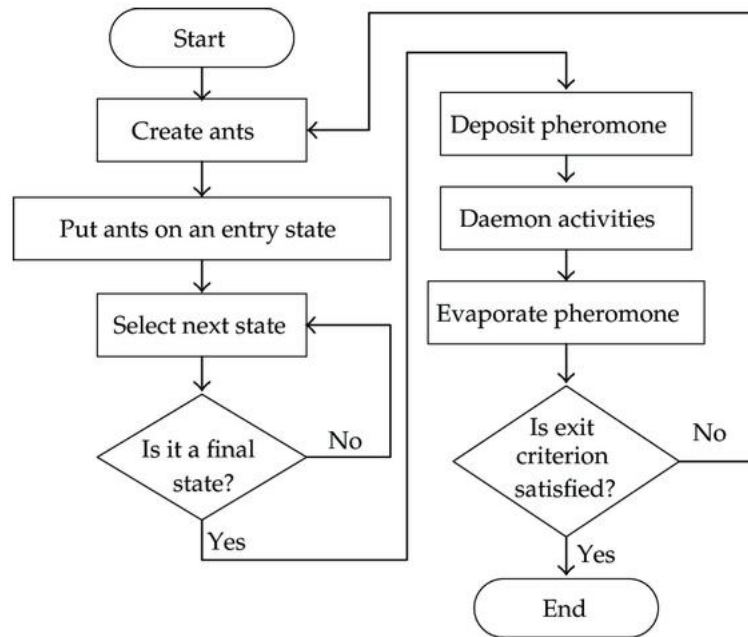 Start
Create ants
Put ants on an entry state
Select next state
Is it a final
state?
No
Yes
Deposit pheromone
Daemon activities
Evaporate pheromone
Is exit
criterion
satisfied?
No
Yes
End